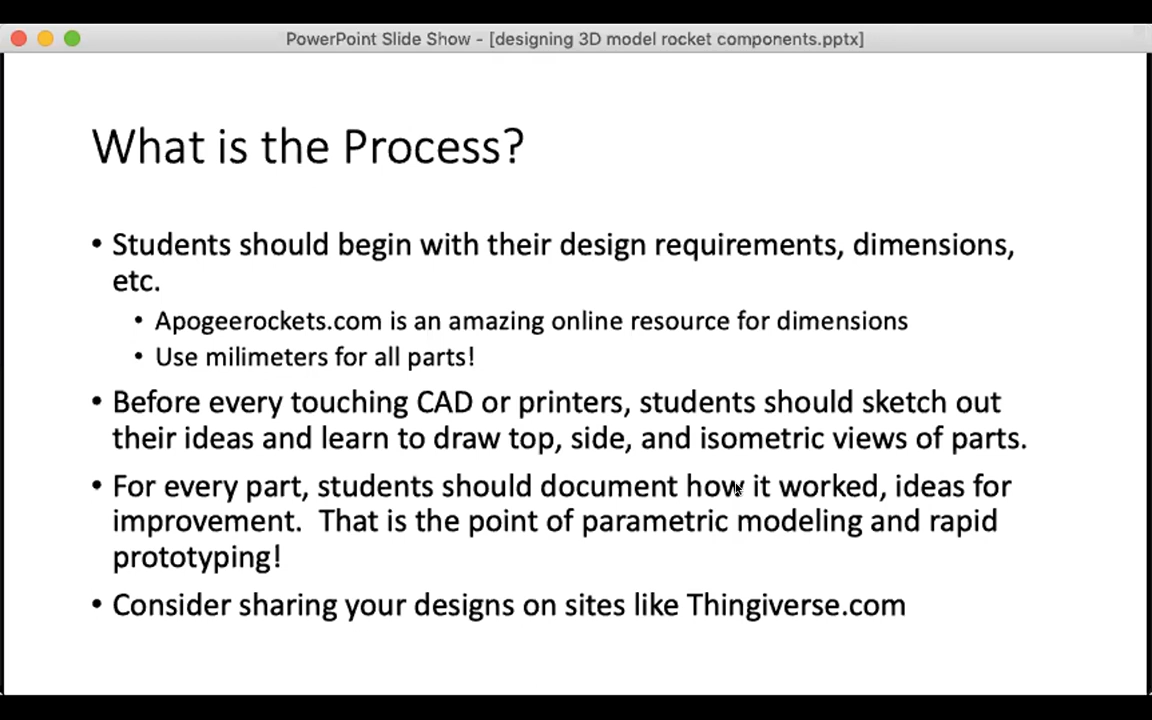 PowerPoint Slide Show - [designing 3D model rocket components.pptx]
What is the Process?
• Students should begin with their design requirements, dimensions,
etc.
• Apogeerockets.com is an amazing online resource for dimensions
• Use milimeters for all parts!
• Before every touching CAD or printers, students should sketch out
their ideas and learn to draw top, side, and isometric views of parts.
• For every part, students should document how it worked, ideas for
improvement.  That is the point of parametric modeling and rapid
prototyping!
• Consider sharing your designs on sites like Thingiverse.com